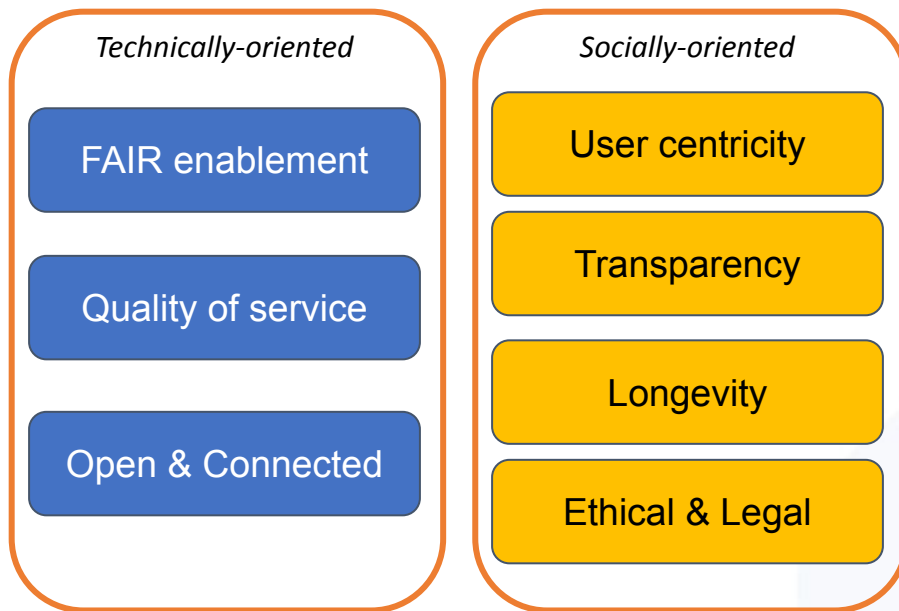 Technically-oriented
FAIR enablement
Quality of service
Open & Connected
Socially-oriented
User centricity
Transparency
Longevity
Ethical & Legal